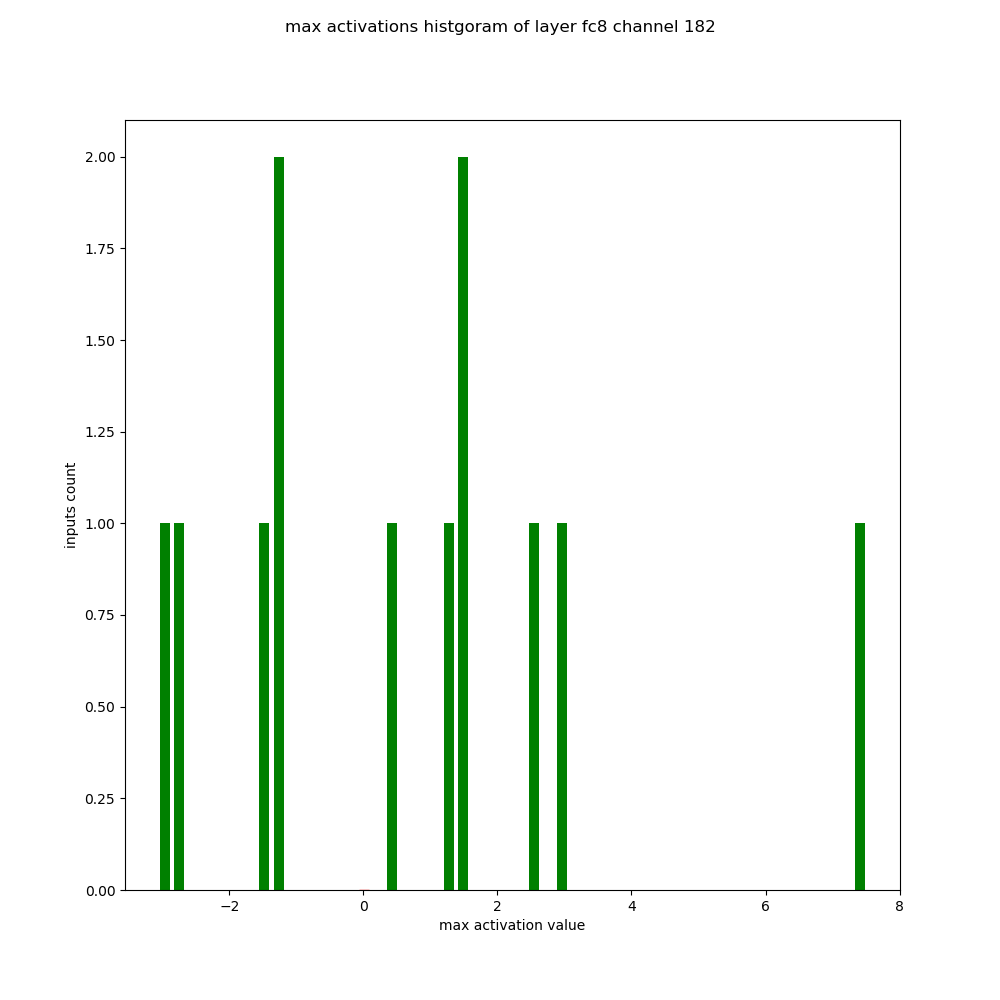 max activations histgoram of layer fc8 channel 182
2.00
1.75
1.50
1.25
1.00
0.75
0.50
0.25
0.00
inputs count
−2 0 2 4 6 8
max activation value